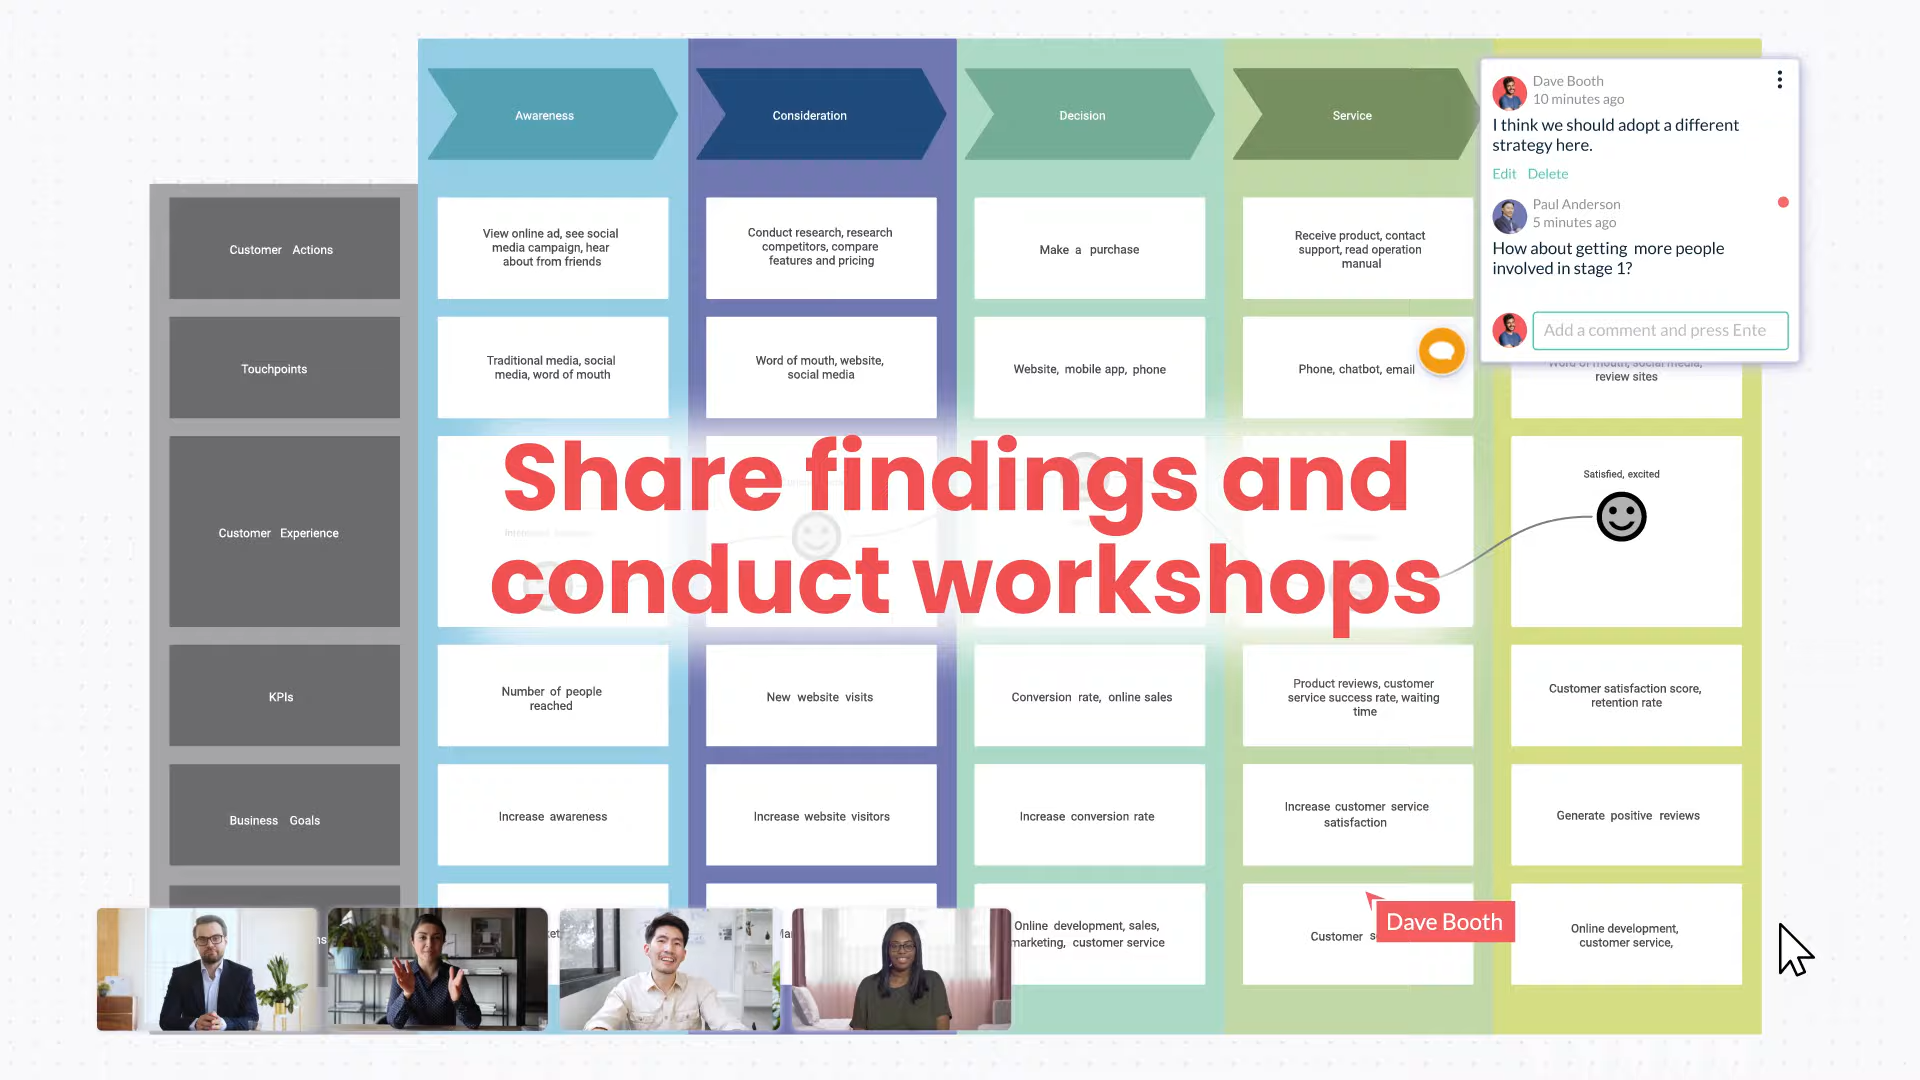 Awareness
Consideration
Decision
Service
Dave Booth
10 minutes ago
I think we should adopt a different
strategy here.
Edit Delete
Paul Anderson
5 minutes ago
How about getting more people
involved in stage 1?
Add a comment and press Ente
Customer Actions
View online ad, see social
media campaign, hear
about from friends
Conduct research, research
competitors, compare
features and pricing
Make a purchase
Receive product, contact
support, read operation
manual
Touchpoints
Traditional media, social
media, word of mouth
Word of mouth, website,
social media
Website, mobile app, phone
Phone, chatbot, email
Word of mouth, social media,
review sites
Share findings and
conduct workshops
Customer Experience
Satisfied, excited
KPIs
Number of people
reached
New website visits
Conversion rate, online sales
Product reviews, customer
service success rate, waiting
time
Customer satisfaction score,
retention rate
Business Goals
Increase awareness
Increase website visitors
Increase conversion rate
Increase customer service
satisfaction
Generate positive reviews
Online development, sales,
marketing, customer service
Customer
Dave Booth
Online development,
customer service,